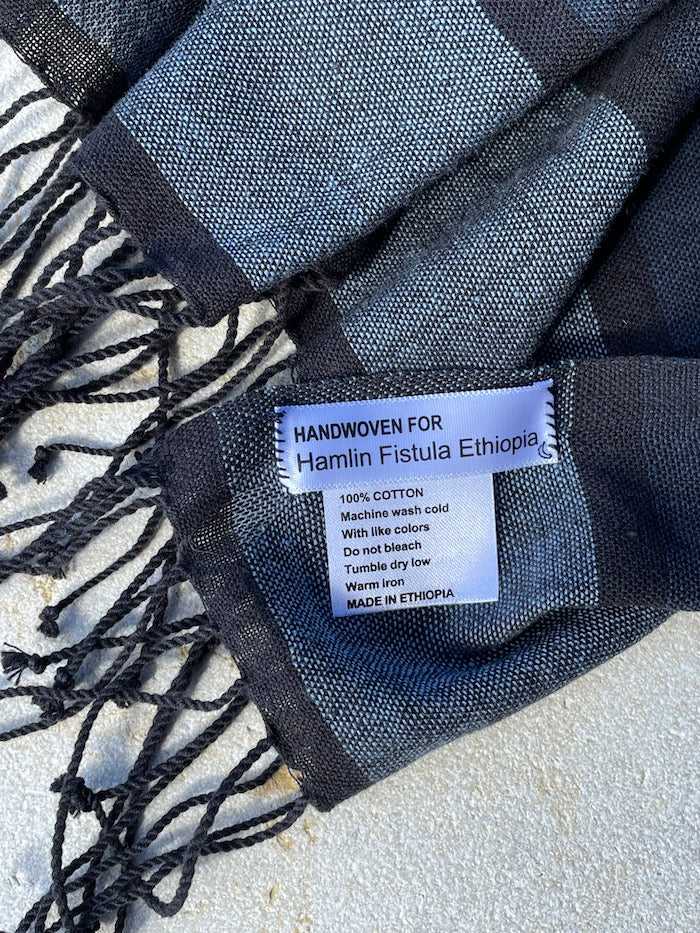 HANDWOVEN FOR
Hamlin Fistula Ethiopia
100% COTTON
Machine wash cold
With like colors
Do not bleach
Tumble dry low
Warm iron
MADE IN ETHIOPIA